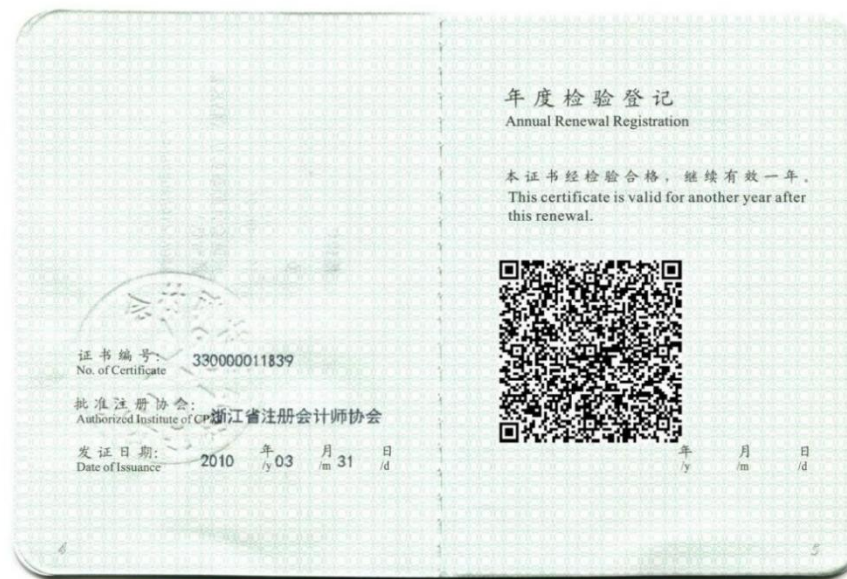 证书编号: 330000011839
No. of Certificate
批准注册协会: 浙江省注册会计师协会
Authorized Institute of CP
发证日期: 2010 年 03 月 31 日
Date of Issuance /y /m /d
年度检验登记
Annual Renewal Registration
本证书经检验合格，继续有效一年。
This certificate is valid for another year after
this renewal.
年 月 日
/y /m /d
5